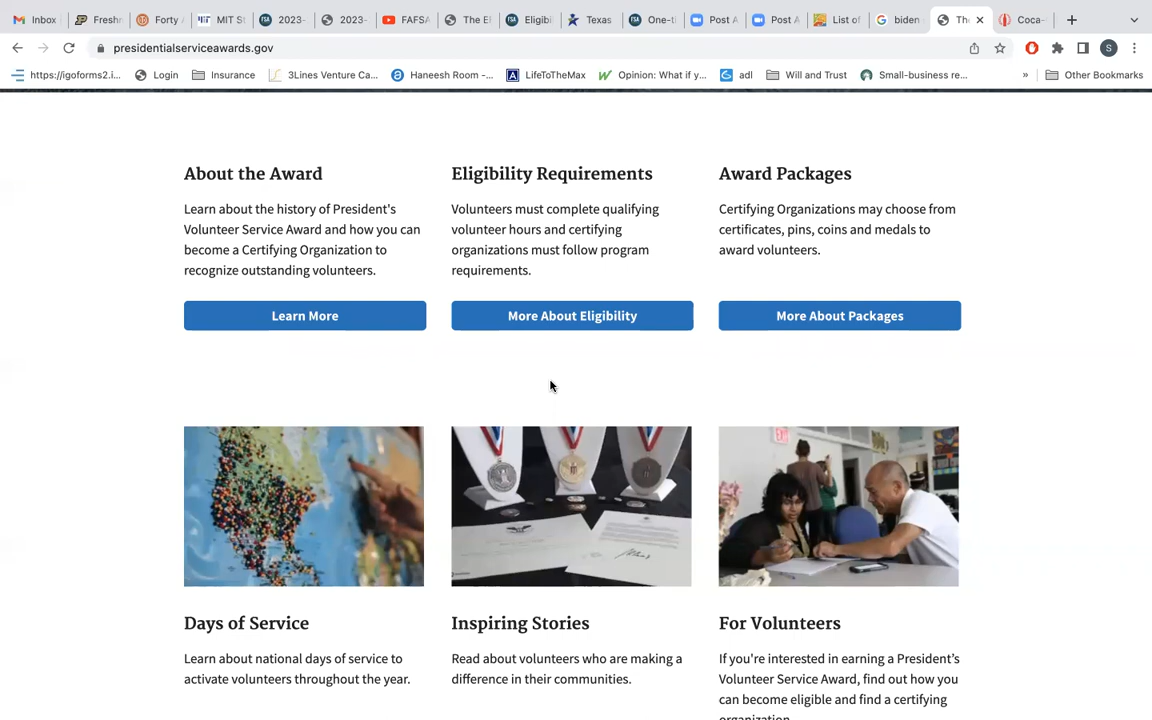 Inbox
Freshr
Forty
MIT St
2023-
2023-
FAFSA
The El
Eligibi
Texas
One-ti
Post A
Post A
List of
biden
The
Coca-
presidentialserviceawards.gov
S
https://igoforms2.i...
Login
Insurance
3Lines Venture Ca...
Haneesh Room -...
LifeToTheMax
Opinion: What if y...
adl
Will and Trust
Small-business re...
»
Other Bookmarks
About the Award
Learn about the history of President's
Volunteer Service Award and how you can
become a Certifying Organization to
recognize outstanding volunteers.
Learn More
Eligibility Requirements
Volunteers must complete qualifying
volunteer hours and certifying
organizations must follow program
requirements.
More About Eligibility
Award Packages
Certifying Organizations may choose from
certificates, pins, coins and medals to
award volunteers.
More About Packages
Days of Service
Learn about national days of service to
activate volunteers throughout the year.
Inspiring Stories
Read about volunteers who are making a
difference in their communities.
For Volunteers
If you're interested in earning a President’s
Volunteer Service Award, find out how you
can become eligible and find a certifying
organization.